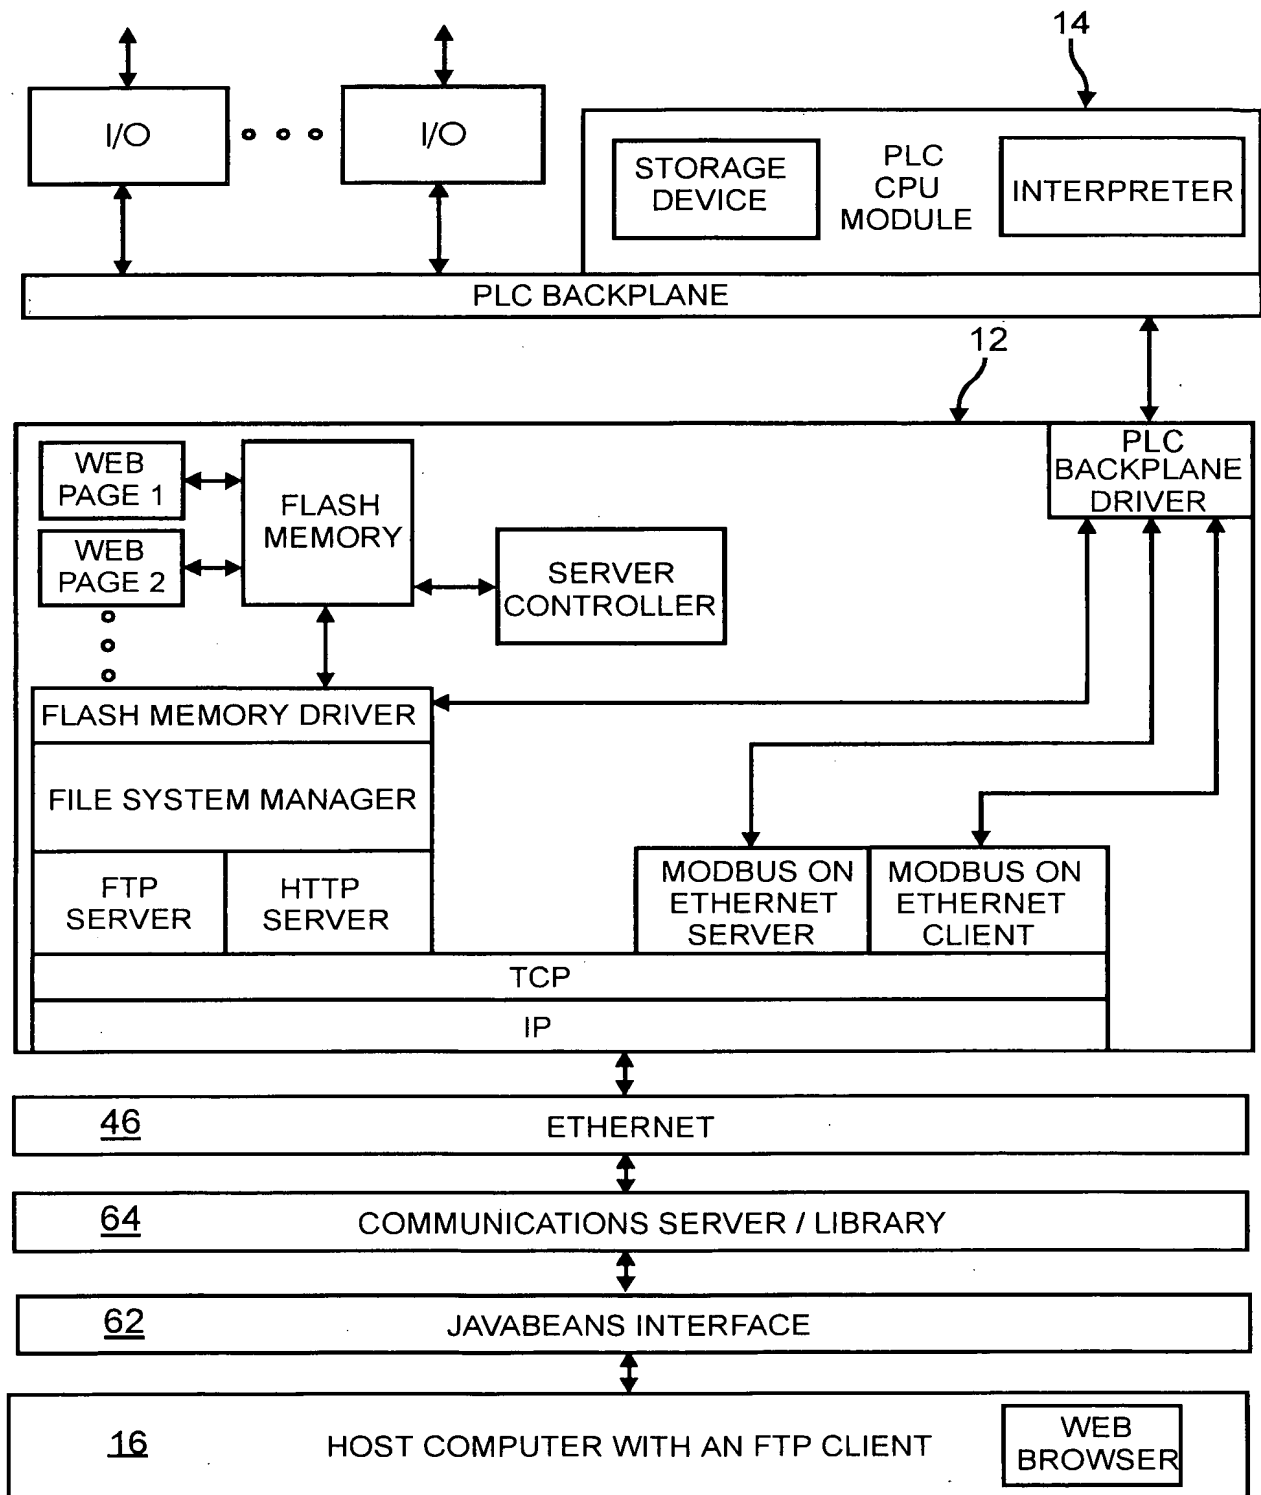 14
I/O
I/O
STORAGE
DEVICE
PLC
CPU
MODULE
INTERPRETER
PLC BACKPLANE
12
WEB
PAGE 1
FLASH
MEMORY
PLC
BACKPLANE
DRIVER
WEB
PAGE 2
SERVER
CONTROLLER
FLASH MEMORY DRIVER
FILE SYSTEM MANAGER
FTP
SERVER
HTTP
SERVER
MODBUS ON
ETHERNET
SERVER
MODBUS ON
ETHERNET
CLIENT
TCP
IP
46
ETHERNET
64
COMMUNICATIONS SERVER / LIBRARY
62
JAVABEANS INTERFACE
16
HOST COMPUTER WITH AN FTP CLIENT
WEB
BROWSER